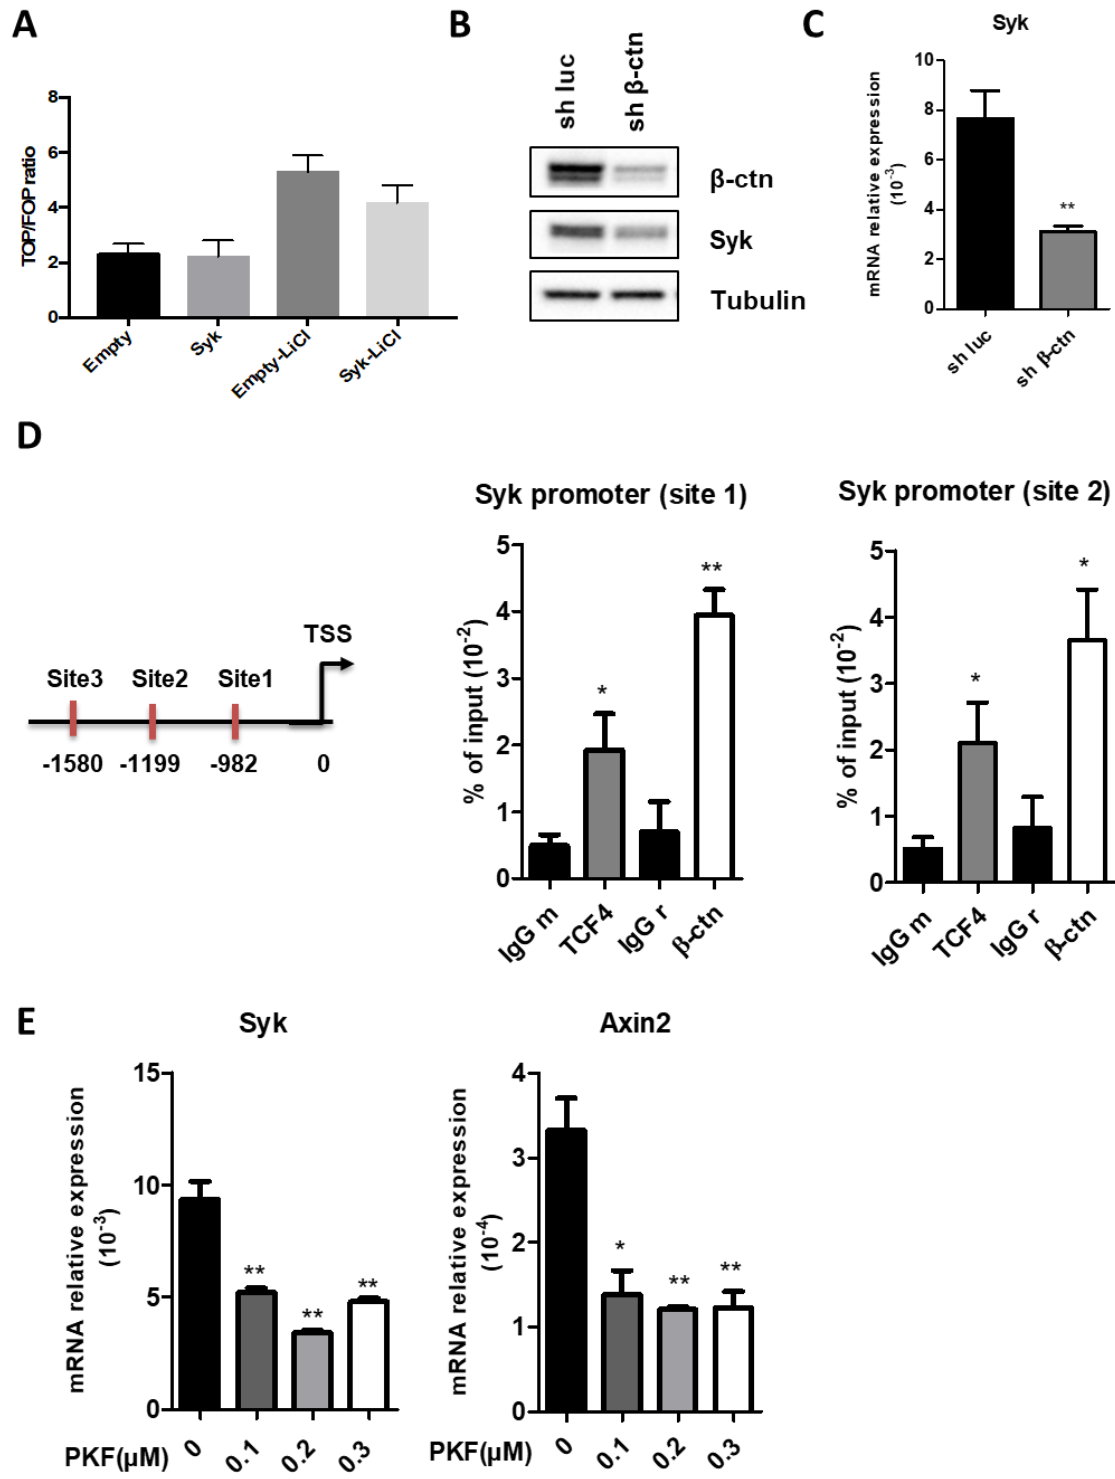 A
TOP/FOP ratio
8
6
4
2
0
Empty
Syk
Empty-LiCl
Syk-LiCl
B
sh luc
sh β-ctn
β-ctn
Syk
Tubulin
C
Syk
mRNA relative expression
(10-3)
10
8
6
4
2
0
**
sh luc
sh β-ctn
D
TSS
Site3 Site2 Site1
-1580 -1199 -982 0
Syk promoter (site 1)
% of input (10-2)
5
4
3
2
1
0
*
**
IgG m
TCF4
IgG r
β-ctn
Syk promoter (site 2)
% of input (10-2)
5
4
3
2
1
0
*
*
IgG m
TCF4
IgG r
β-ctn
E
Syk
mRNA relative expression
(10-3)
15
10
5
0
**
**
**
PKF(μM) 0 0.1 0.2 0.3
Axin2
mRNA relative expression
(10-4)
4
3
2
1
0
*
**
**
PKF(μM) 0 0.1 0.2 0.3